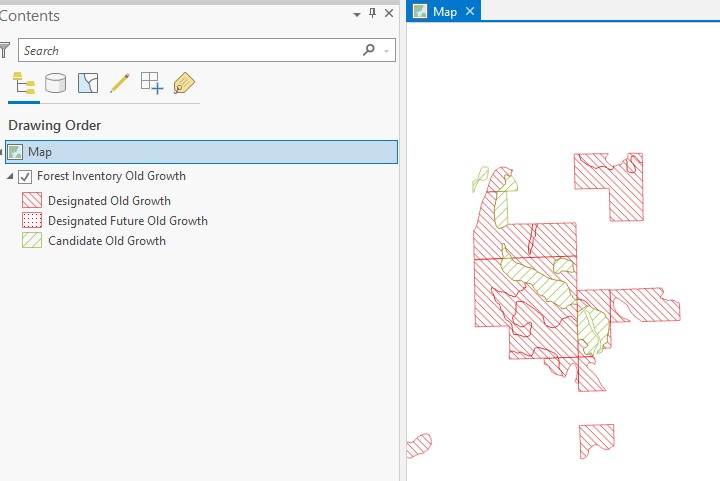 Contents
Search
Drawing Order
Map
Forest Inventory Old Growth
Designated Old Growth
Designated Future Old Growth
Candidate Old Growth
Map